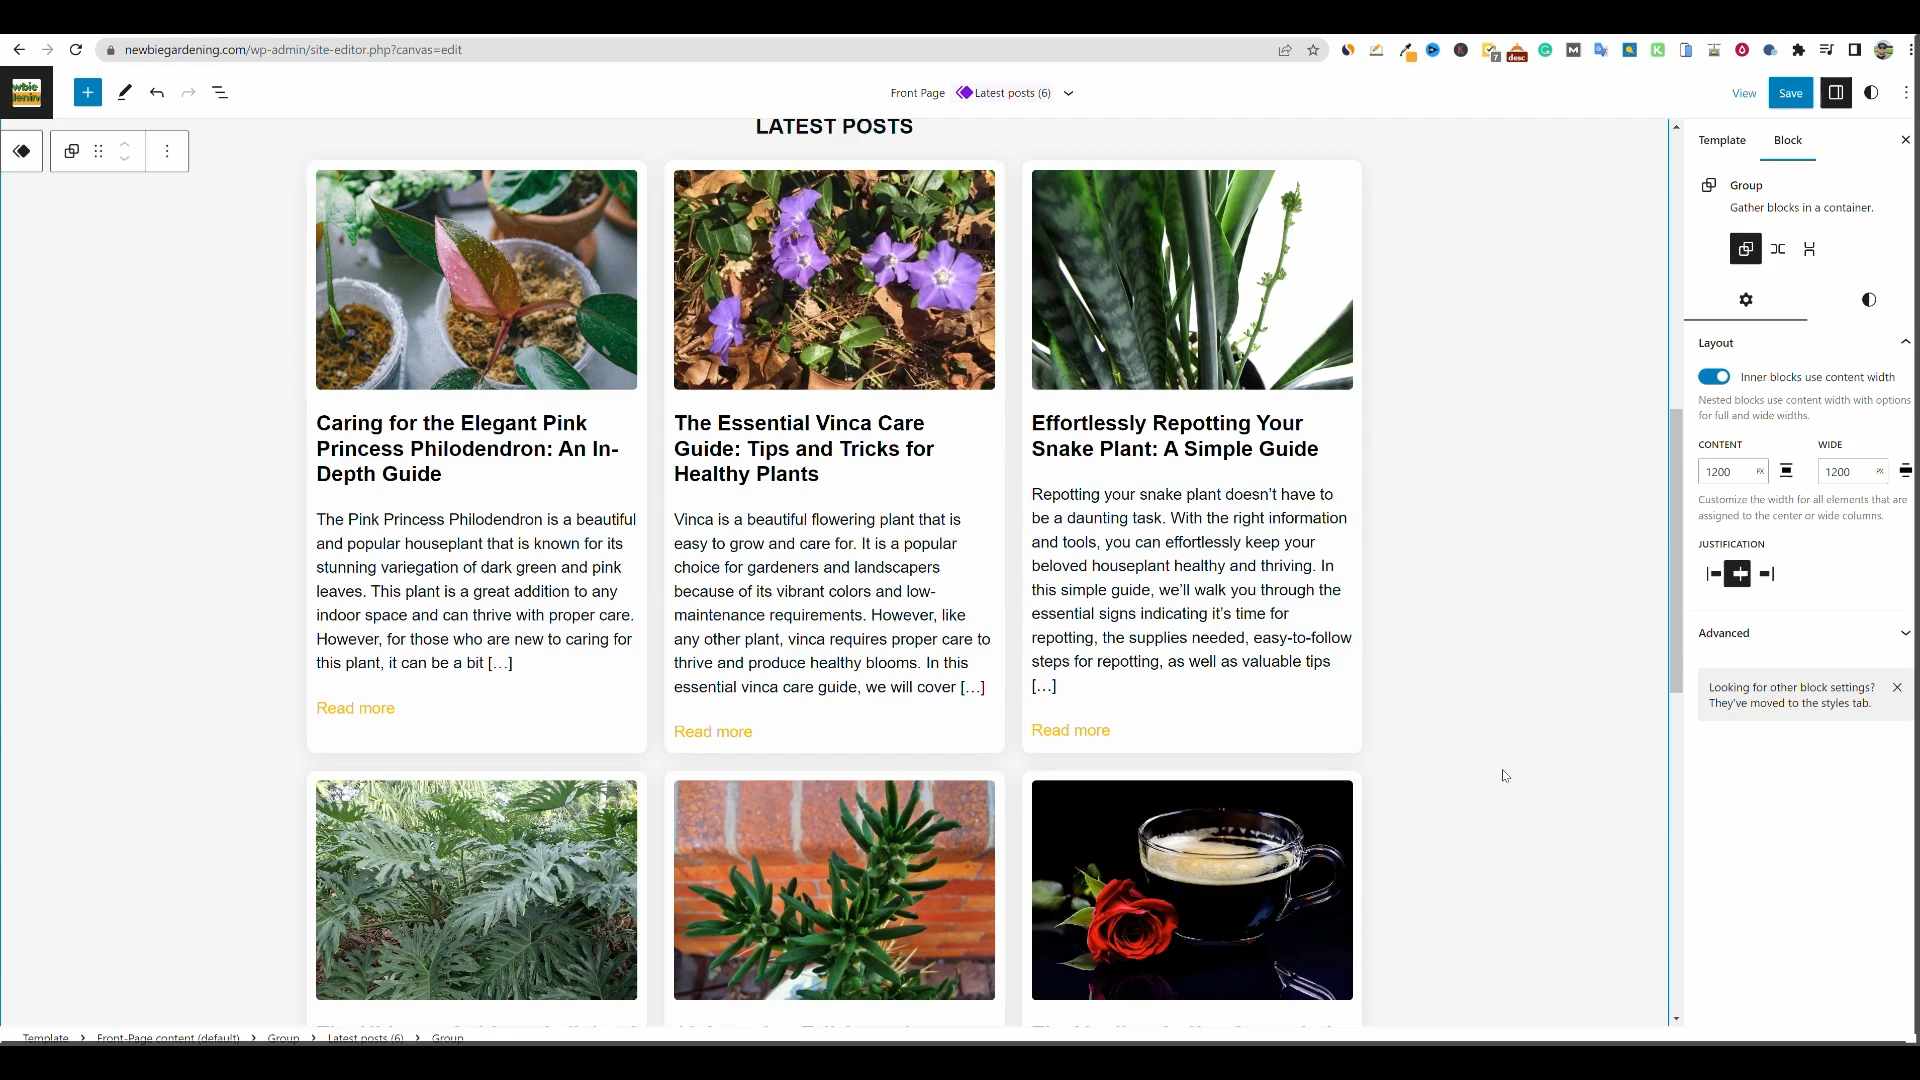 newbiegardening.com/wp-admin/site-editor.php?canvas=edit
7
desc
Front Page
Latest posts (6)
View
Save
LATEST POSTS
Caring for the Elegant Pink
Princess Philodendron: An In-
Depth Guide
The Pink Princess Philodendron is a beautiful
and popular houseplant that is known for its
stunning variegation of dark green and pink
leaves. This plant is a great addition to any
indoor space and can thrive with proper care.
However, for those who are new to caring for
this plant, it can be a bit […]
Read more
The Essential Vinca Care
Guide: Tips and Tricks for
Healthy Plants
Vinca is a beautiful flowering plant that is
easy to grow and care for. It is a popular
choice for gardeners and landscapers
because of its vibrant colors and low-
maintenance requirements. However, like
any other plant, vinca requires proper care to
thrive and produce healthy blooms. In this
essential vinca care guide, we will cover […]
Read more
Effortlessly Repotting Your
Snake Plant: A Simple Guide
Repotting your snake plant doesn’t have to
be a daunting task. With the right information
and tools, you can effortlessly keep your
beloved houseplant healthy and thriving. In
this simple guide, we’ll walk you through the
essential signs indicating it’s time for
repotting, the supplies needed, easy-to-follow
steps for repotting, as well as valuable tips
[…]
Read more
Template
Block
Group
Gather blocks in a container.
Layout
Inner blocks use content width
Nested blocks use content width with options
for full and wide widths.
CONTENT
WIDE
1200 PX
1200 PX
Customize the width for all elements that are
assigned to the center or wide columns.
JUSTIFICATION
Advanced
Looking for other block settings?
They've moved to the styles tab.
Template > Front-Page content (default) > Group > Latest posts (6) > Group